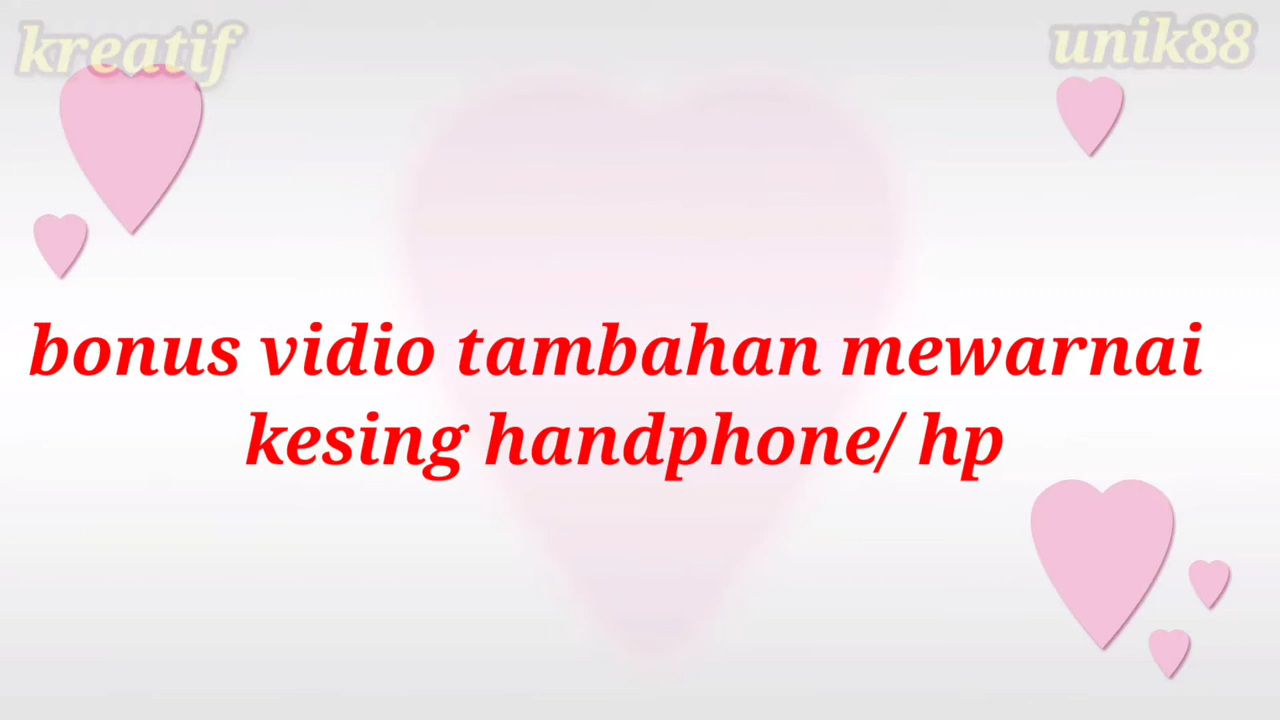 kreatif
unik88
bonus vidio tambahan mewarnai
kesing handphone/ hp